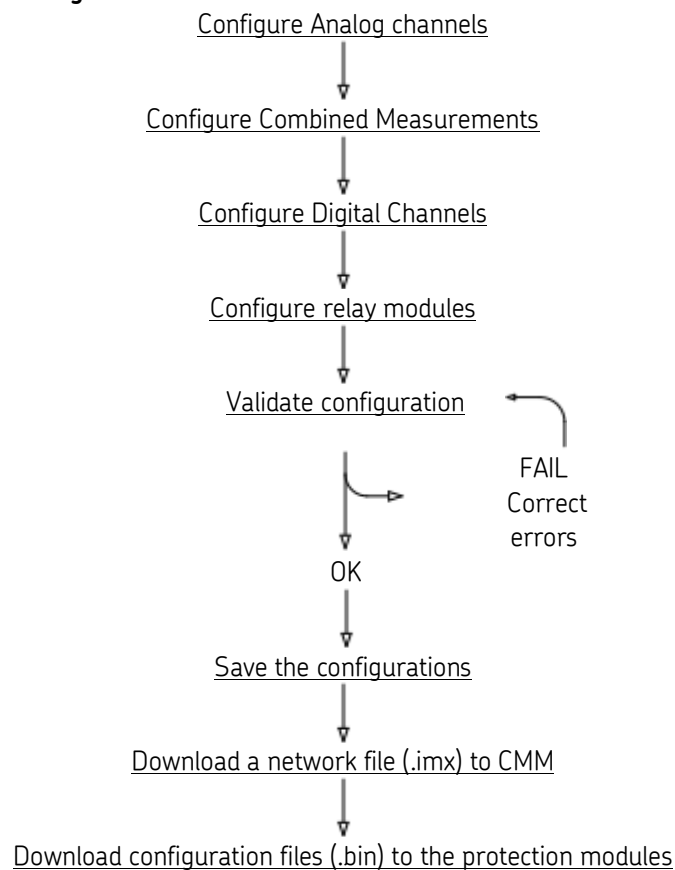 Configure Analog channels
Configure Combined Measurements
Configure Digital Channels
Configure relay modules
Validate configuration
FAIL
Correct
errors
OK
Save the configurations
Download a network file (.imx) to CMM
Download configuration files (.bin) to the protection modules